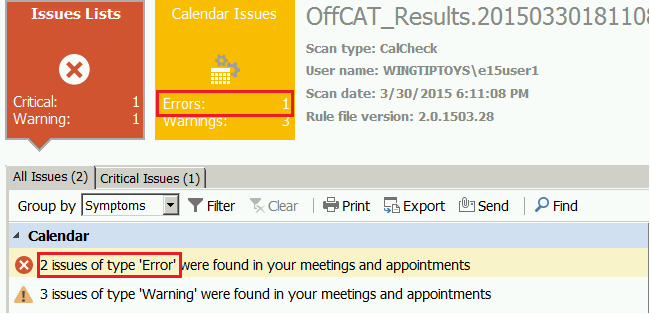 Issues Lists
Critical: 1
Warning: 1
Calendar Issues
Errors: 1
Warnings: 3
OffCAT_Results.20150330181108
Scan type: CalCheck
User name: WINGTIPTOYS\e15user1
Scan date: 3/30/2015 6:11:08 PM
Rule file version: 2.0.1503.28
All Issues (2) Critical Issues (1)
Group by Symptoms Filter Clear Print Export Send Find
Calendar
2 issues of type 'Error' were found in your meetings and appointments
3 issues of type 'Warning' were found in your meetings and appointments